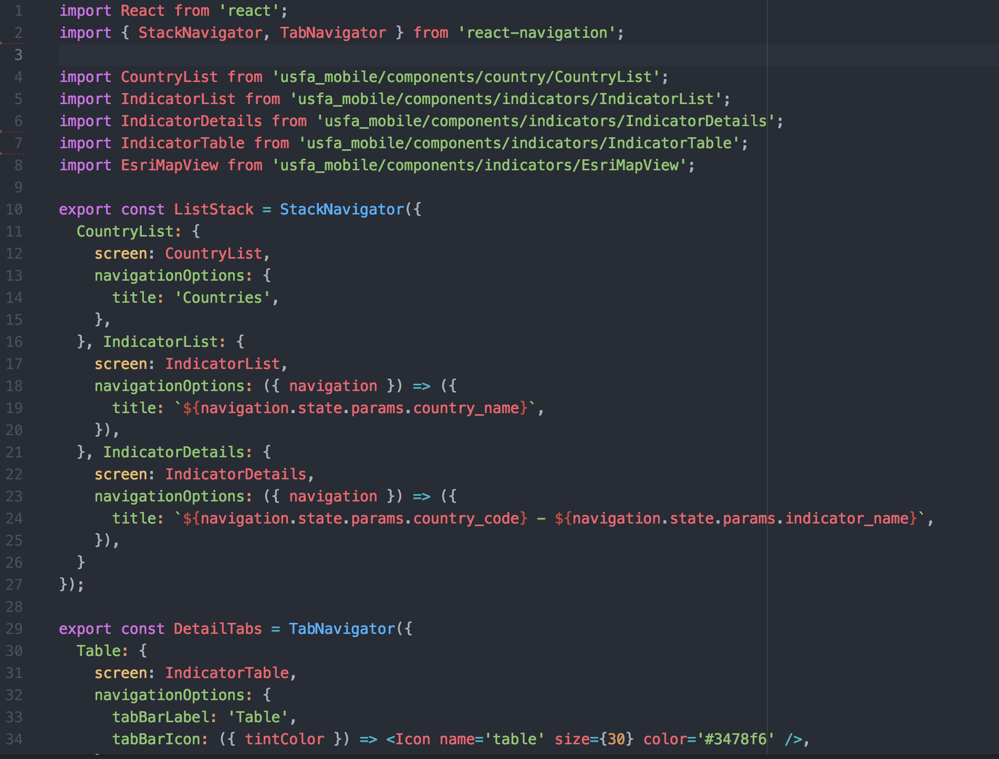 1 import React from 'react';
2 import { StackNavigator, TabNavigator } from 'react-navigation';
3
4 import CountryList from 'usfa_mobile/components/country/CountryList';
5 import IndicatorList from 'usfa_mobile/components/indicators/IndicatorList';
6 import IndicatorDetails from 'usfa_mobile/components/indicators/IndicatorDetails';
7 import IndicatorTable from 'usfa_mobile/components/indicators/IndicatorTable';
8 import EsriMapView from 'usfa_mobile/components/indicators/EsriMapView';
9
10 export const ListStack = StackNavigator({
11   CountryList: {
12     screen: CountryList,
13     navigationOptions: {
14       title: 'Countries',
15     },
16   }, IndicatorList: {
17     screen: IndicatorList,
18     navigationOptions: ({ navigation }) => ({
19       title: `${navigation.state.params.country_name}`,
20     }),
21   }, IndicatorDetails: {
22     screen: IndicatorDetails,
23     navigationOptions: ({ navigation }) => ({
24       title: `${navigation.state.params.country_code} - ${navigation.state.params.indicator_name}`,
25     }),
26   }
27 });
28
29 export const DetailTabs = TabNavigator({
30   Table: {
31     screen: IndicatorTable,
32     navigationOptions: {
33       tabBarLabel: 'Table',
34       tabBarIcon: ({ tintColor }) => <Icon name='table' size={30} color='#3478f6' />,